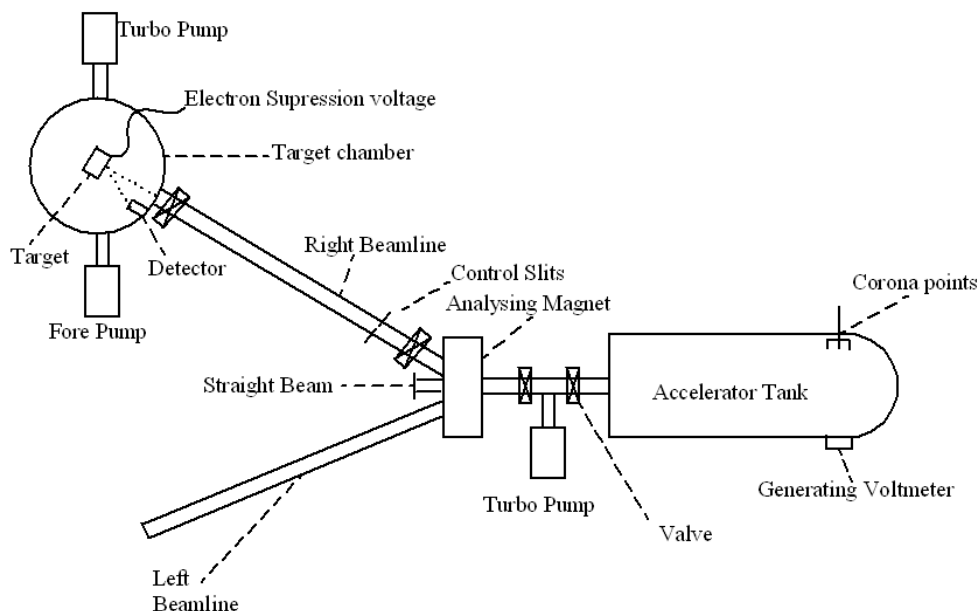 Turbo Pump
Electron Supression voltage
Target chamber
Target
Detector
Fore Pump
Right Beamline
Control Slits
Analysing Magnet
Corona points
Straight Beam
Accelerator Tank
Generating Voltmeter
Turbo Pump
Valve
Left
Beamline